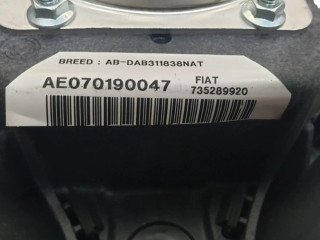 BREED : AB-DAB311838NAT
AE070190047
FIAT
735289920